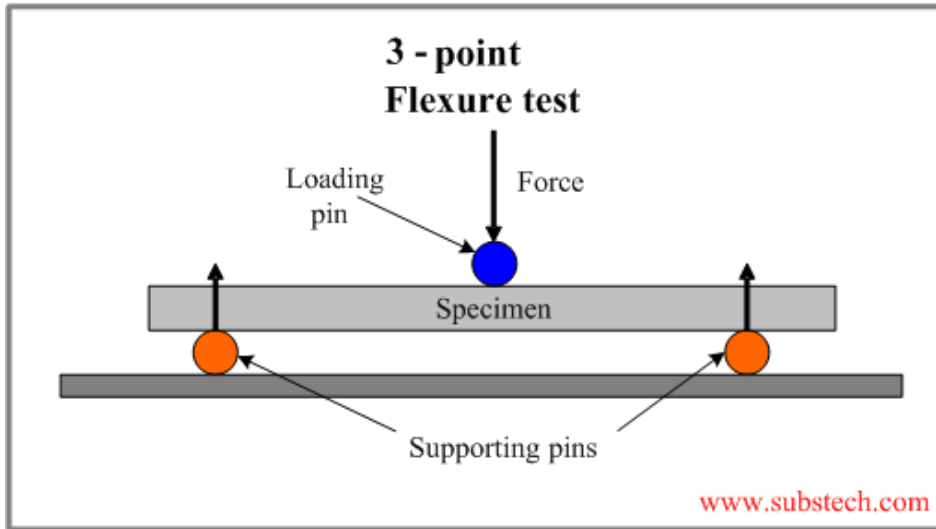 3 - point
Flexure test
Loading
pin
Force
Specimen
Supporting pins
www.substech.com